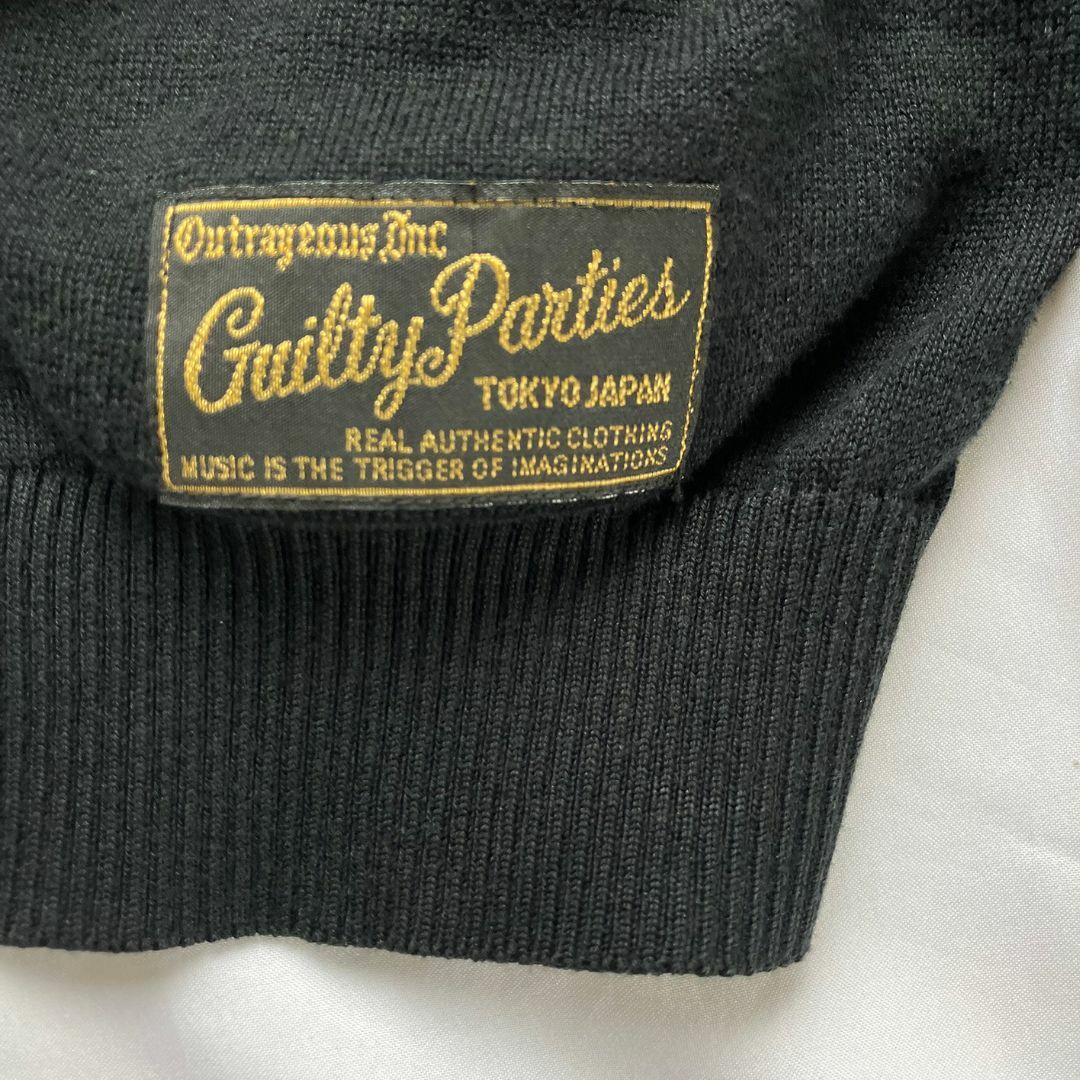 Outrageous.Inc
Guilty Parties
TOKYO JAPAN
REAL AUTHENTIC CLOTHING
MUSIC IS THE TRIGGER OF IMAGINATIONS